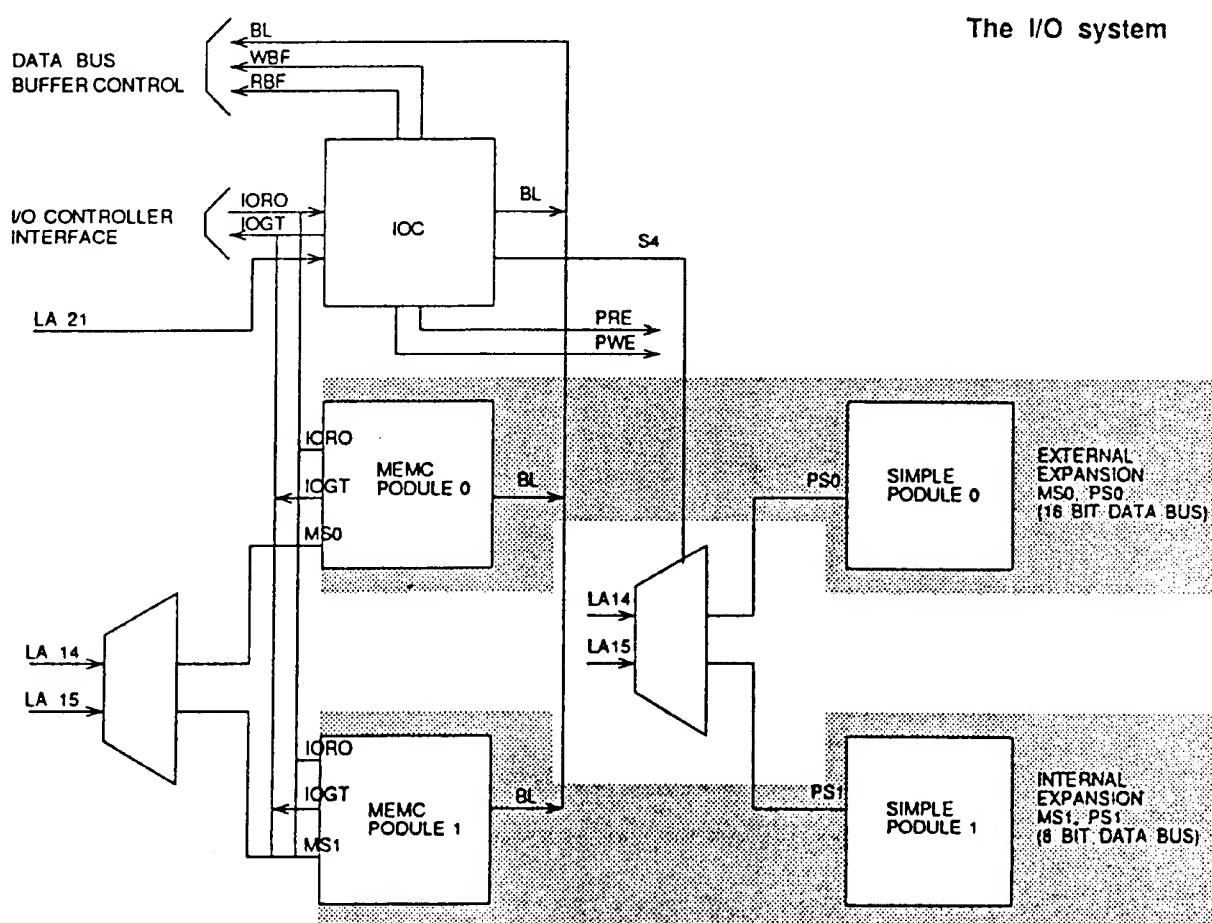 The I/O system
BL
DATA BUS
BUFFER CONTROL
WBF
RBF
I/O CONTROLLER
INTERFACE
IORO
IOGT
IOC
BL
S4
LA 21
PRE
PWE
IORO
IOGT
MS0
MEMC
PODULE 0
BL
PS0
SIMPLE
PODULE 0
EXTERNAL
EXPANSION
MS0, PS0
(16 BIT DATA BUS)
LA14
LA15
LA 14
LA 15
IORO
IOGT
MS1
MEMC
PODULE 1
BL
PS1
SIMPLE
PODULE 1
INTERNAL
EXPANSION
MS1, PS1
(8 BIT DATA BUS)